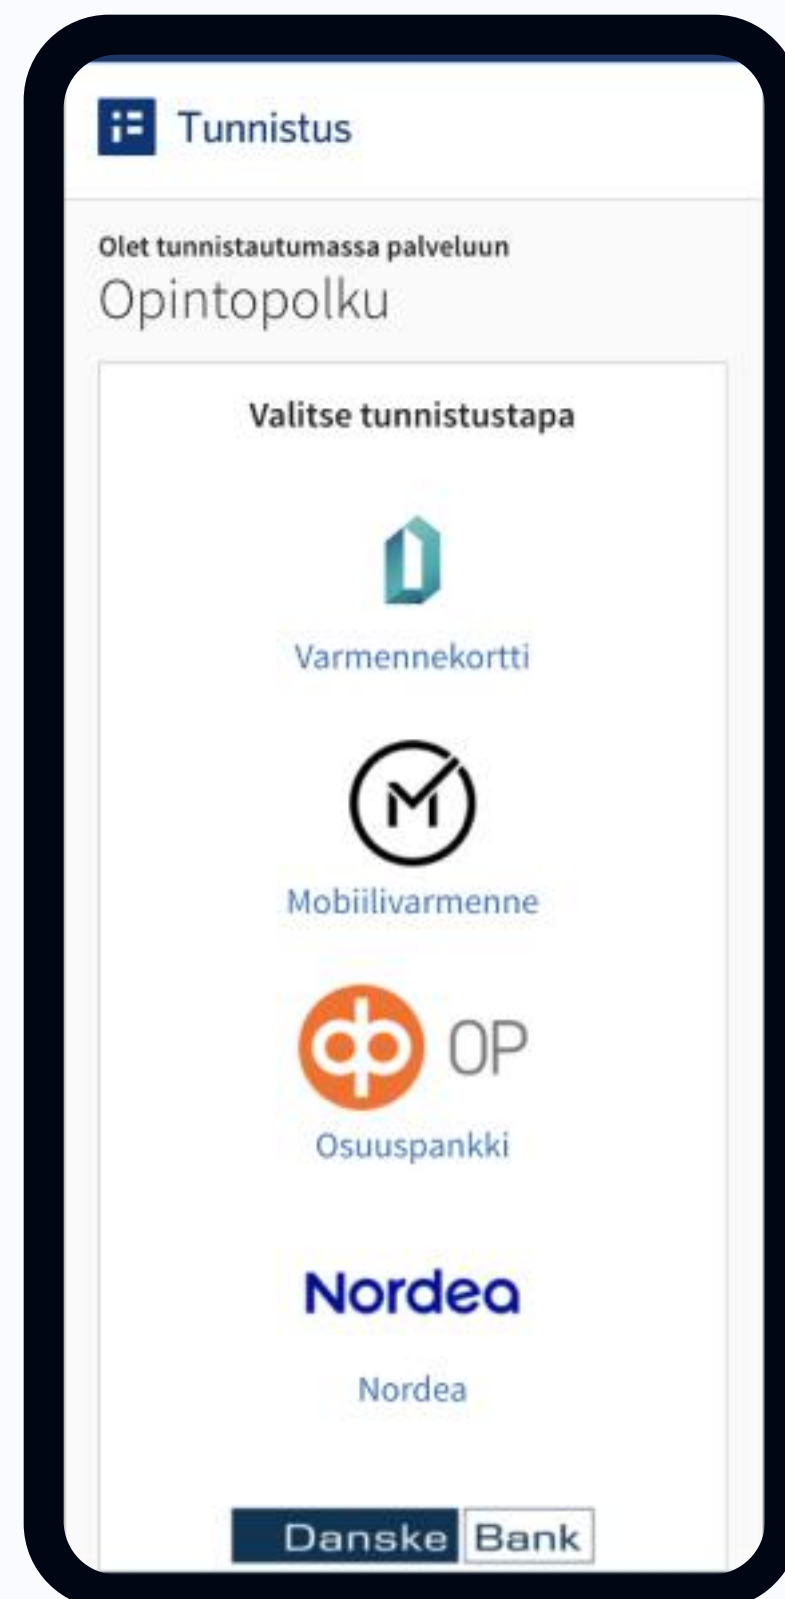 Tunnistus
Olet tunnistautumassa palveluun
Opintopolku
Valitse tunnistustapa
Varmennekortti
Mobiilivarmenne
OP
Osuuspankki
Nordea
Nordea
Danske Bank